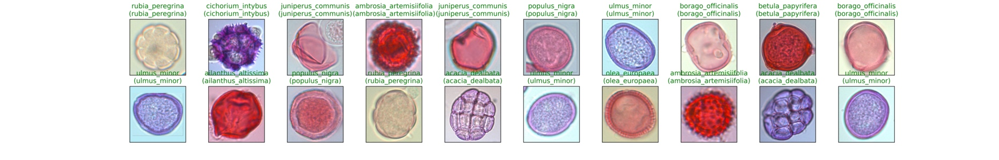 rubia_peregrina cichorium_intybus juniperus_communis ambrosia_artemisiifolia juniperus_communis populus_nigra ulmus_minor borago_officinalis betula_papyrifera borago_officinalis
(rubia_peregrina) (cichorium_intybus) (juniperus_communis) (ambrosia_artemisiifolia) (juniperus_communis) (populus_nigra) (ulmus_minor) (borago_officinalis) (betula_papyrifera) (borago_officinalis)
ulmus_minor ailanthus_altissima populus_nigra rubia_peregrina acacia_dealbata ulmus_minor olea_europaea ambrosia_artemisiifolia acacia_dealbata ulmus_minor
(ulmus_minor) (ailanthus_altissima) (populus_nigra) (rubia_peregrina) (acacia_dealbata) (ulmus_minor) (olea_europaea) (ambrosia_artemisiifolia) (acacia_dealbata) (ulmus_minor)